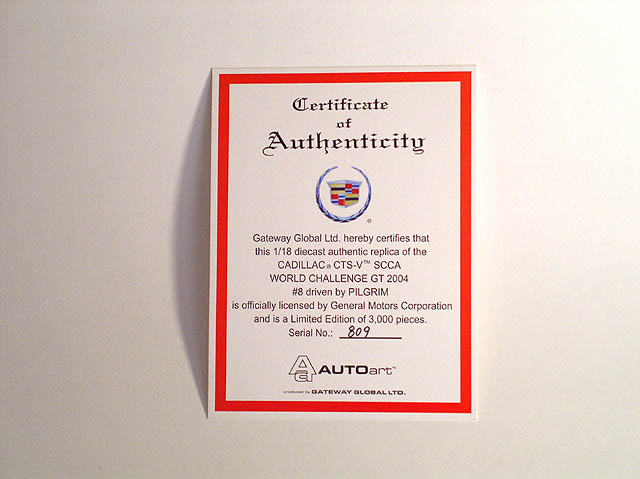 Certificate
of
Authenticity
®
Gateway Global Ltd. hereby certifies that
this 1/18 diecast authentic replica of the
CADILLAC® CTS-V™ SCCA
WORLD CHALLENGE GT 2004
#8 driven by PILGRIM
is officially licensed by General Motors Corporation
and is a Limited Edition of 3,000 pieces.
Serial No.: 809
AUTOart™
produced by GATEWAY GLOBAL LTD.